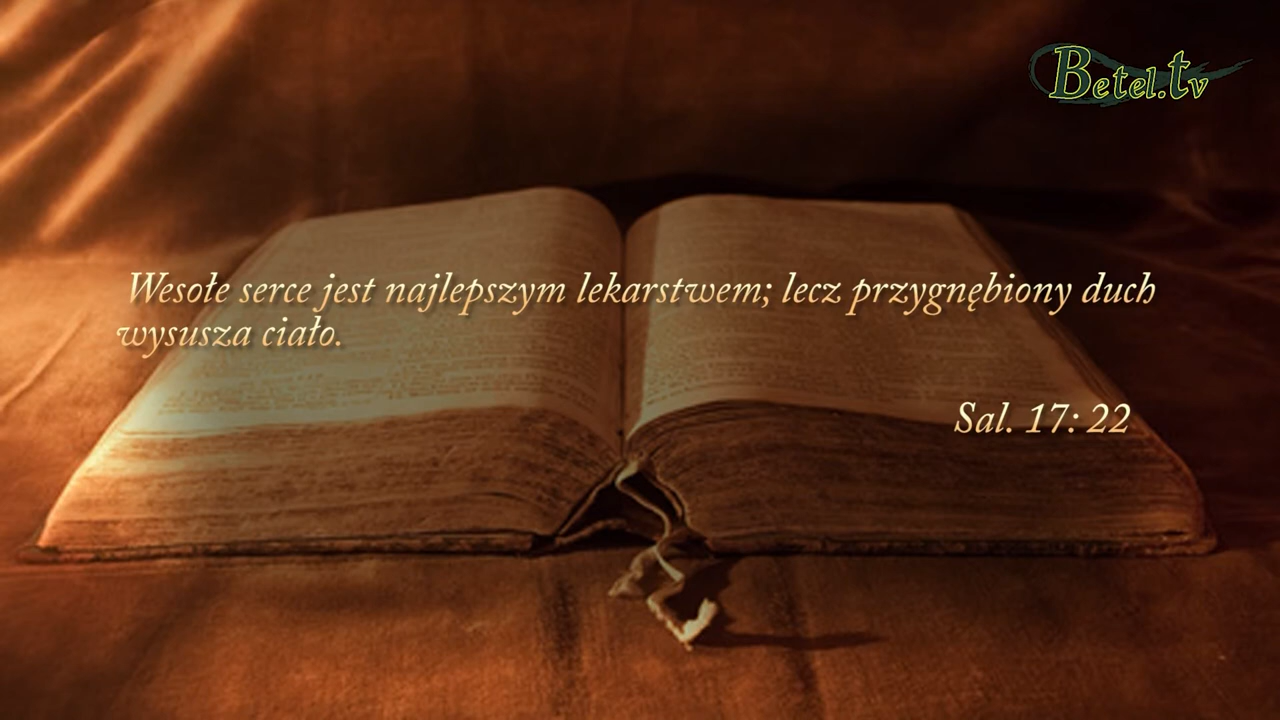 Betel.tv
Wesołe serce jest najlepszym lekarstwem; lecz przygnębiony duch
wysusza ciało.
Sal. 17: 22